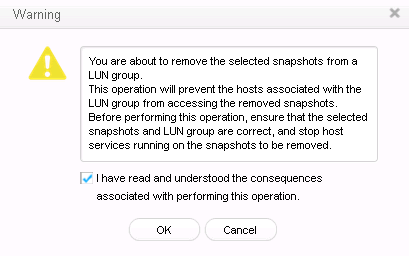 Warning
You are about to remove the selected snapshots from a
LUN group.
This operation will prevent the hosts associated with the
LUN group from accessing the removed snapshots.
Before performing this operation, ensure that the selected
snapshots and LUN group are correct, and stop host
services running on the snapshots to be removed.
I have read and understood the consequences
associated with performing this operation.
OK Cancel